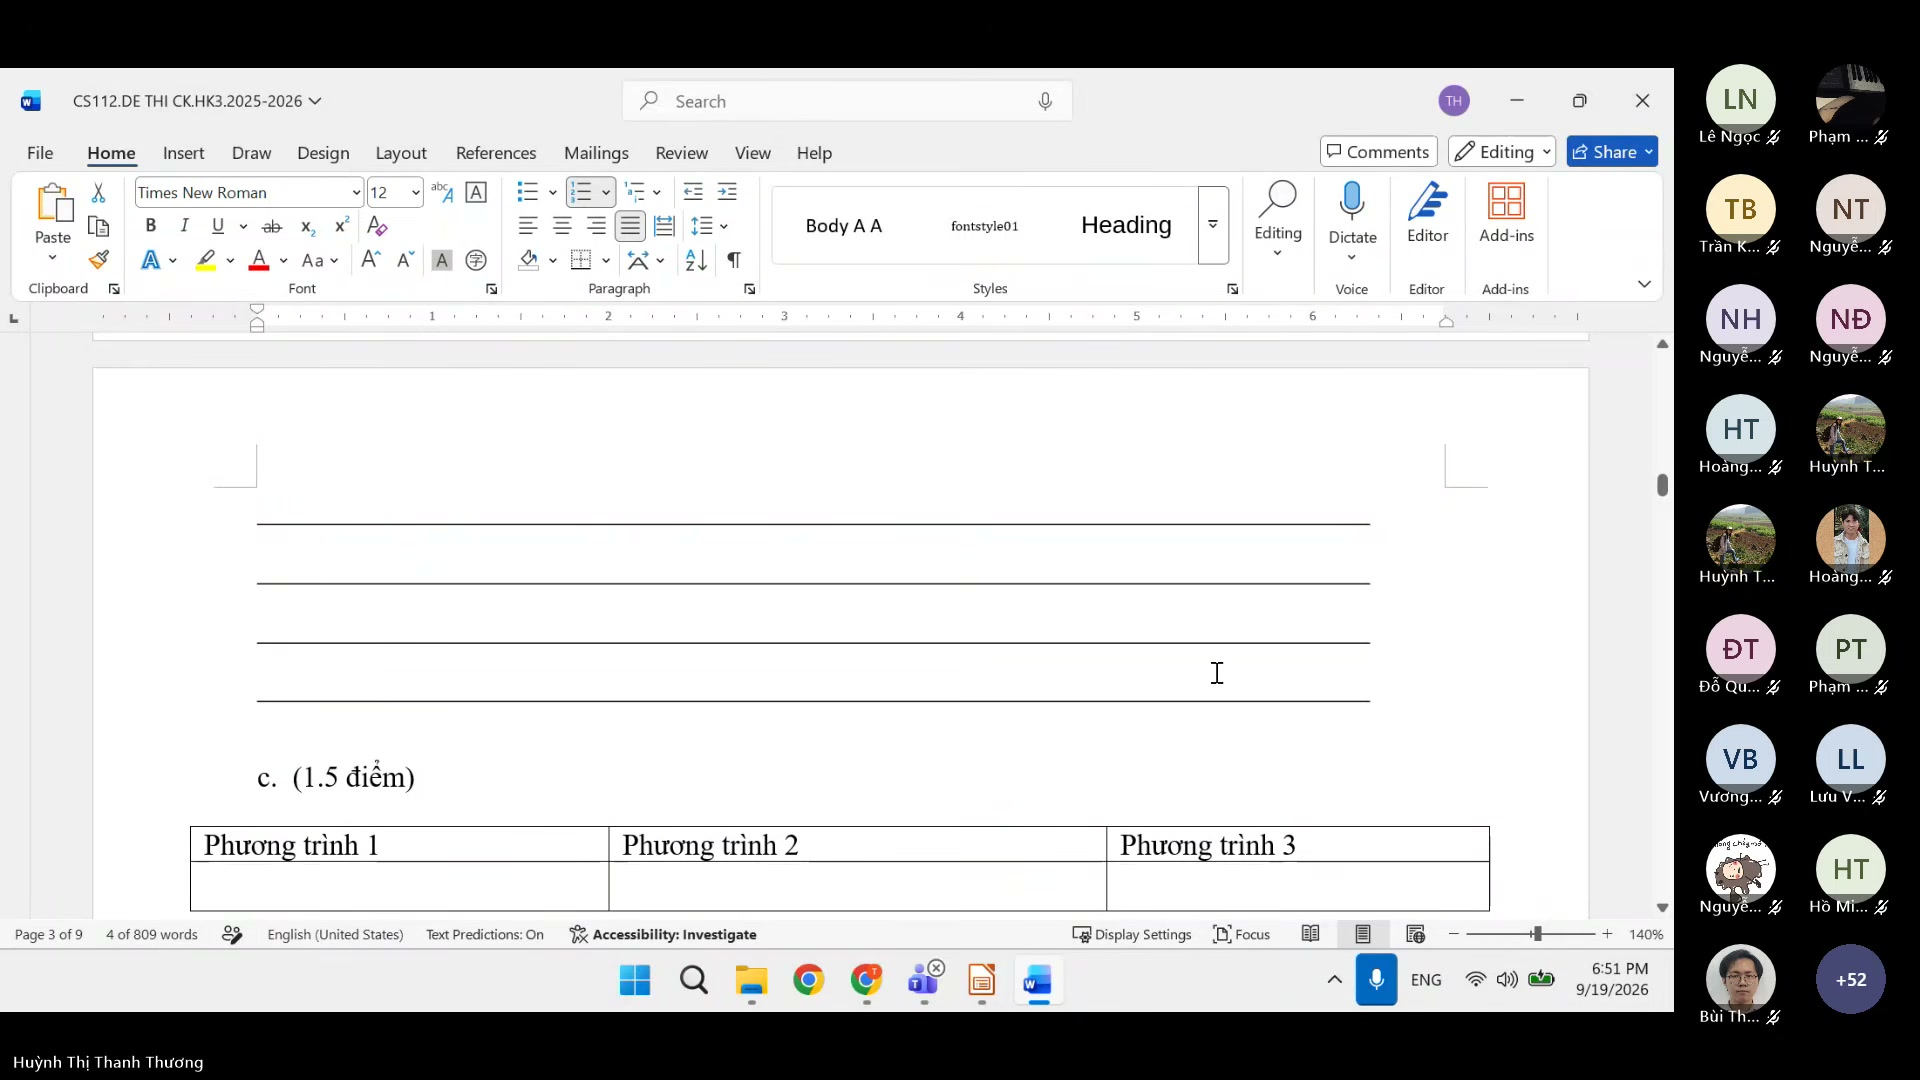 CS112.DE THI CK.HK3.2025-2026
Search
TH
File Home Insert Draw Design Layout References Mailings Review View Help
Comments Editing Share
Paste
Clipboard
Times New Roman 12
Font
Paragraph
Body A A fontstyle01 Heading
Styles
Editing
Dictate
Voice
Editor
Editor
Add-ins
Add-ins
1 2 3 4 5 6
c. (1.5 điểm)
Phương trình 1 Phương trình 2 Phương trình 3
Page 3 of 9 4 of 809 words English (United States) Text Predictions: On Accessibility: Investigate Display Settings Focus 140%
ENG
6:51 PM
9/19/2026
LN
Lê Ngọc
Phạm ...
TB
Trần K...
NT
Nguyễ...
NH
Nguyễ...
NĐ
Nguyễ...
HT
Hoàng...
Huỳnh T...
Huỳnh T...
Hoàng...
ĐT
Đỗ Qu...
PT
Phạm ...
VB
Vương...
LL
Lưu V...
Nguyễ...
HT
Hồ Mi...
Bùi Th...
+52
Huỳnh Thị Thanh Thương